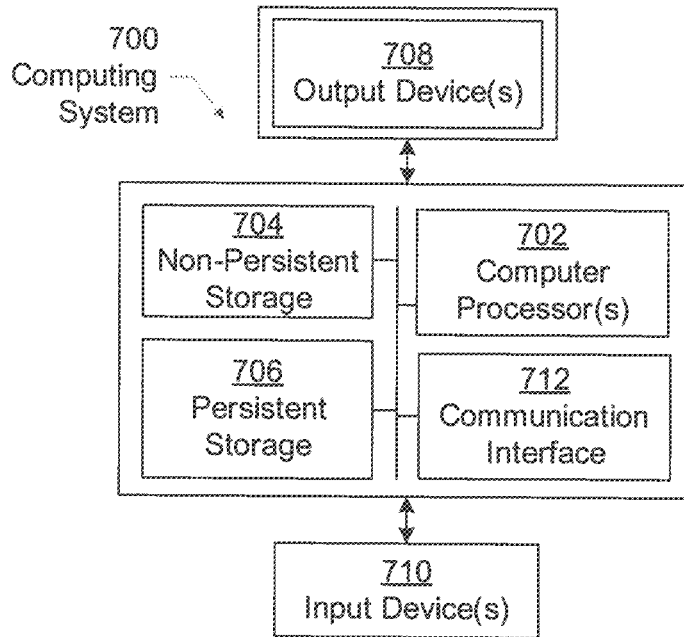 700
Computing
System
708
Output Device(s)
704
Non-Persistent
Storage
702
Computer
Processor(s)
706
Persistent
Storage
712
Communication
Interface
710
Input Device(s)